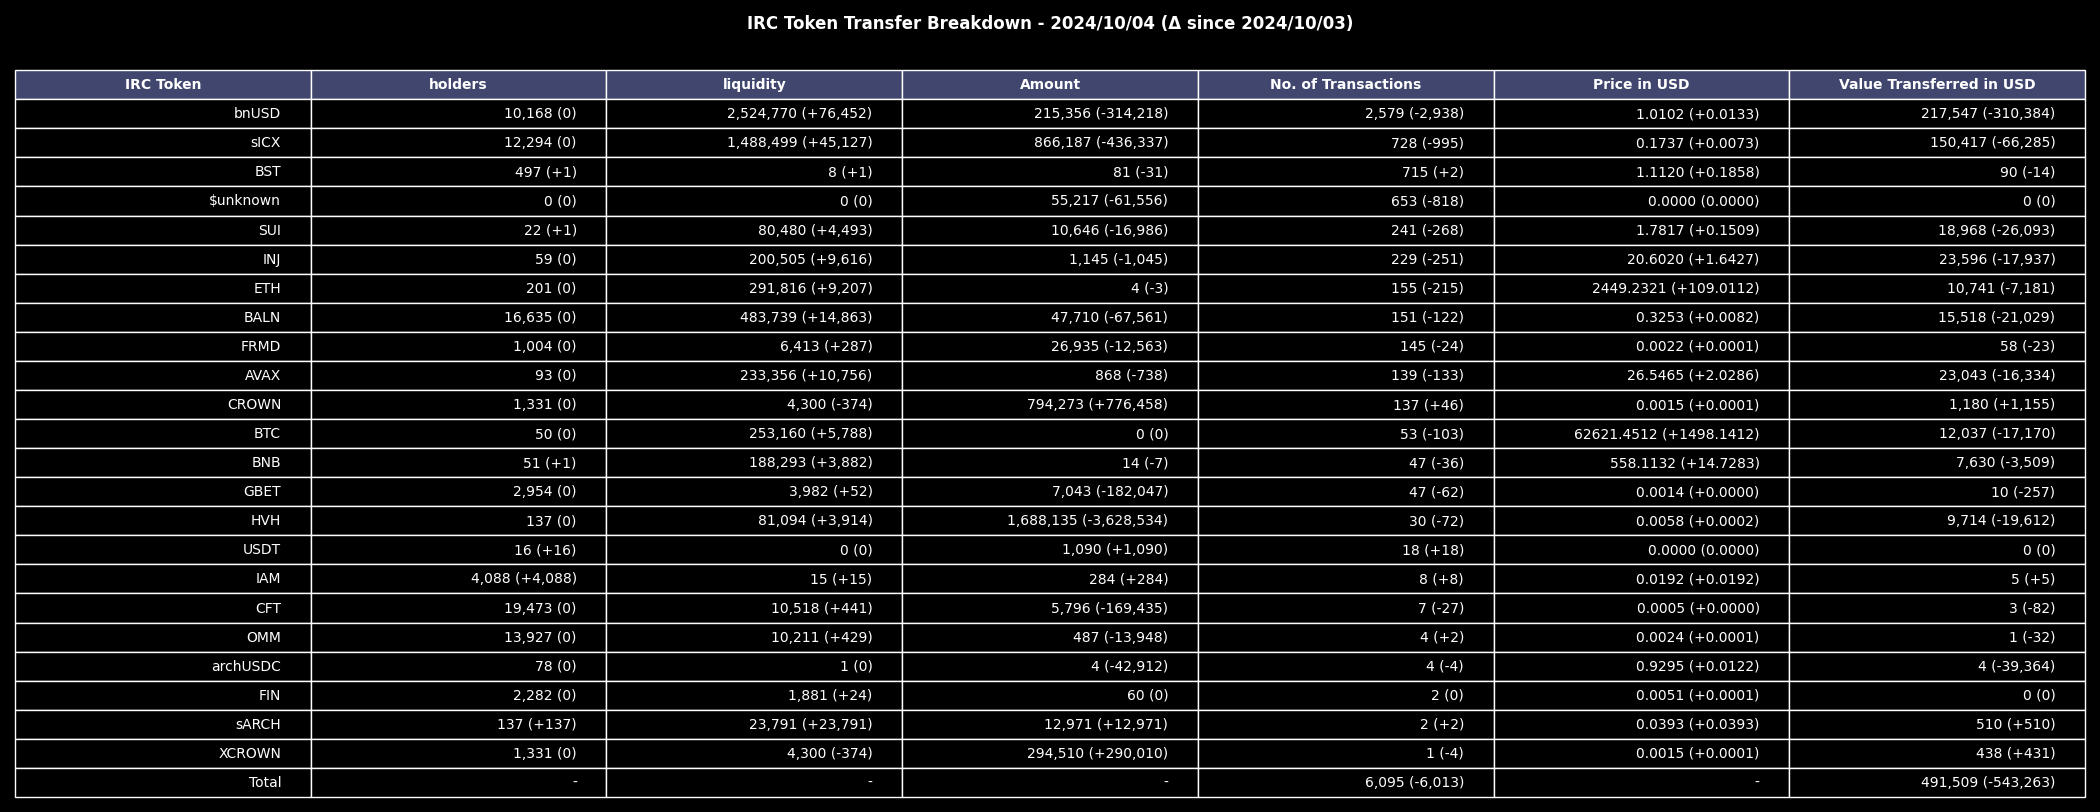 IRC Token Transfer Breakdown - 2024/10/04 (Δ since 2024/10/03)
IRC Token holders liquidity Amount No. of Transactions Price in USD Value Transferred in USD
bnUSD 10,168 (0) 2,524,770 (+76,452) 215,356 (-314,218) 2,579 (-2,938) 1.0102 (+0.0133) 217,547 (-310,384)
sICX 12,294 (0) 1,488,499 (+45,127) 866,187 (-436,337) 728 (-995) 0.1737 (+0.0073) 150,417 (-66,285)
BST 497 (+1) 8 (+1) 81 (-31) 715 (+2) 1.1120 (+0.1858) 90 (-14)
$unknown 0 (0) 0 (0) 55,217 (-61,556) 653 (-818) 0.0000 (0.0000) 0 (0)
SUI 22 (+1) 80,480 (+4,493) 10,646 (-16,986) 241 (-268) 1.7817 (+0.1509) 18,968 (-26,093)
INJ 59 (0) 200,505 (+9,616) 1,145 (-1,045) 229 (-251) 20.6020 (+1.6427) 23,596 (-17,937)
ETH 201 (0) 291,816 (+9,207) 4 (-3) 155 (-215) 2449.2321 (+109.0112) 10,741 (-7,181)
BALN 16,635 (0) 483,739 (+14,863) 47,710 (-67,561) 151 (-122) 0.3253 (+0.0082) 15,518 (-21,029)
FRMD 1,004 (0) 6,413 (+287) 26,935 (-12,563) 145 (-24) 0.0022 (+0.0001) 58 (-23)
AVAX 93 (0) 233,356 (+10,756) 868 (-738) 139 (-133) 26.5465 (+2.0286) 23,043 (-16,334)
CROWN 1,331 (0) 4,300 (-374) 794,273 (+776,458) 137 (+46) 0.0015 (+0.0001) 1,180 (+1,155)
BTC 50 (0) 253,160 (+5,788) 0 (0) 53 (-103) 62621.4512 (+1498.1412) 12,037 (-17,170)
BNB 51 (+1) 188,293 (+3,882) 14 (-7) 47 (-36) 558.1132 (+14.7283) 7,630 (-3,509)
GBET 2,954 (0) 3,982 (+52) 7,043 (-182,047) 47 (-62) 0.0014 (+0.0000) 10 (-257)
HVH 137 (0) 81,094 (+3,914) 1,688,135 (-3,628,534) 30 (-72) 0.0058 (+0.0002) 9,714 (-19,612)
USDT 16 (+16) 0 (0) 1,090 (+1,090) 18 (+18) 0.0000 (0.0000) 0 (0)
IAM 4,088 (+4,088) 15 (+15) 284 (+284) 8 (+8) 0.0192 (+0.0192) 5 (+5)
CFT 19,473 (0) 10,518 (+441) 5,796 (-169,435) 7 (-27) 0.0005 (+0.0000) 3 (-82)
OMM 13,927 (0) 10,211 (+429) 487 (-13,948) 4 (+2) 0.0024 (+0.0001) 1 (-32)
archUSDC 78 (0) 1 (0) 4 (-42,912) 4 (-4) 0.9295 (+0.0122) 4 (-39,364)
FIN 2,282 (0) 1,881 (+24) 60 (0) 2 (0) 0.0051 (+0.0001) 0 (0)
sARCH 137 (+137) 23,791 (+23,791) 12,971 (+12,971) 2 (+2) 0.0393 (+0.0393) 510 (+510)
XCROWN 1,331 (0) 4,300 (-374) 294,510 (+290,010) 1 (-4) 0.0015 (+0.0001) 438 (+431)
Total - - - 6,095 (-6,013) - 491,509 (-543,263)